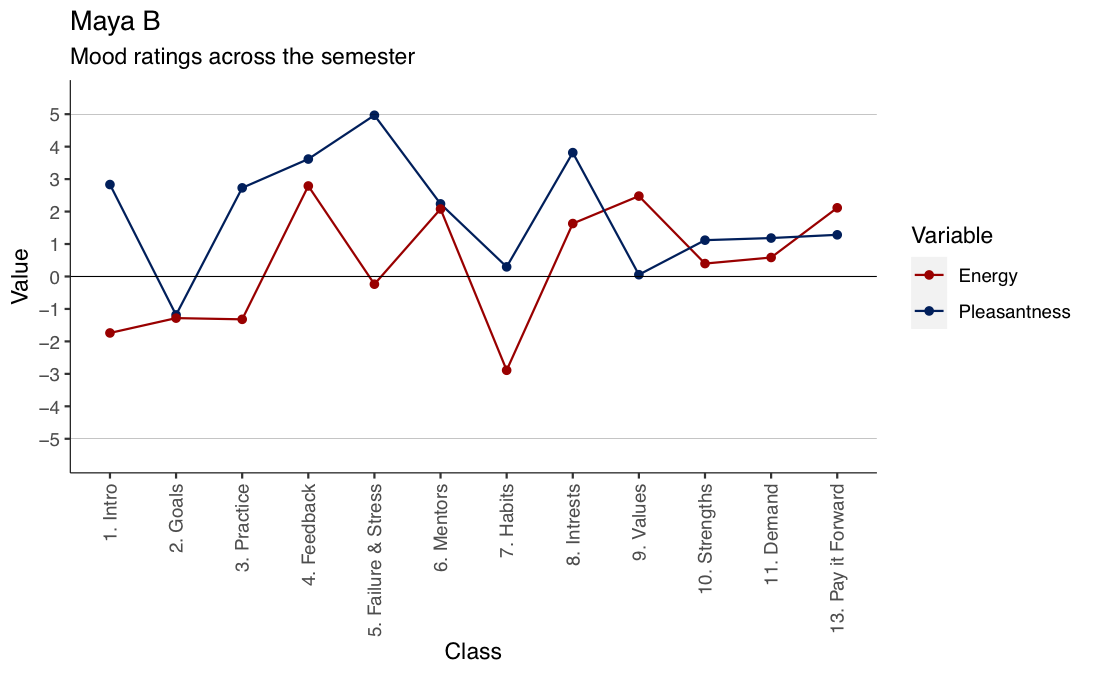 Maya B
Mood ratings across the semester
Value
5
4
3
2
1
0
−1
−2
−3
−4
−5
1. Intro
2. Goals
3. Practice
4. Feedback
5. Failure & Stress
6. Mentors
7. Habits
8. Intrests
9. Values
10. Strengths
11. Demand
13. Pay it Forward
Class
Variable
Energy
Pleasantness